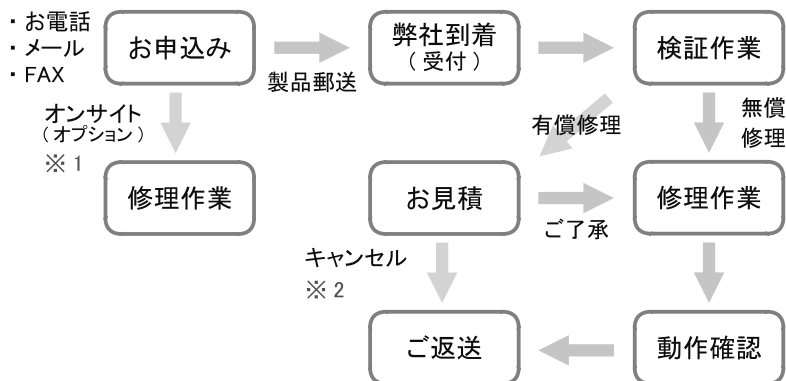 ・お電話
・メール
・FAX
お申込み
製品郵送
弊社到着
（受付）
検証作業
オンサイト
（オプション）
※1
有償修理
無償
修理
修理作業
お見積
ご了承
修理作業
キャンセル
※2
ご返送
動作確認